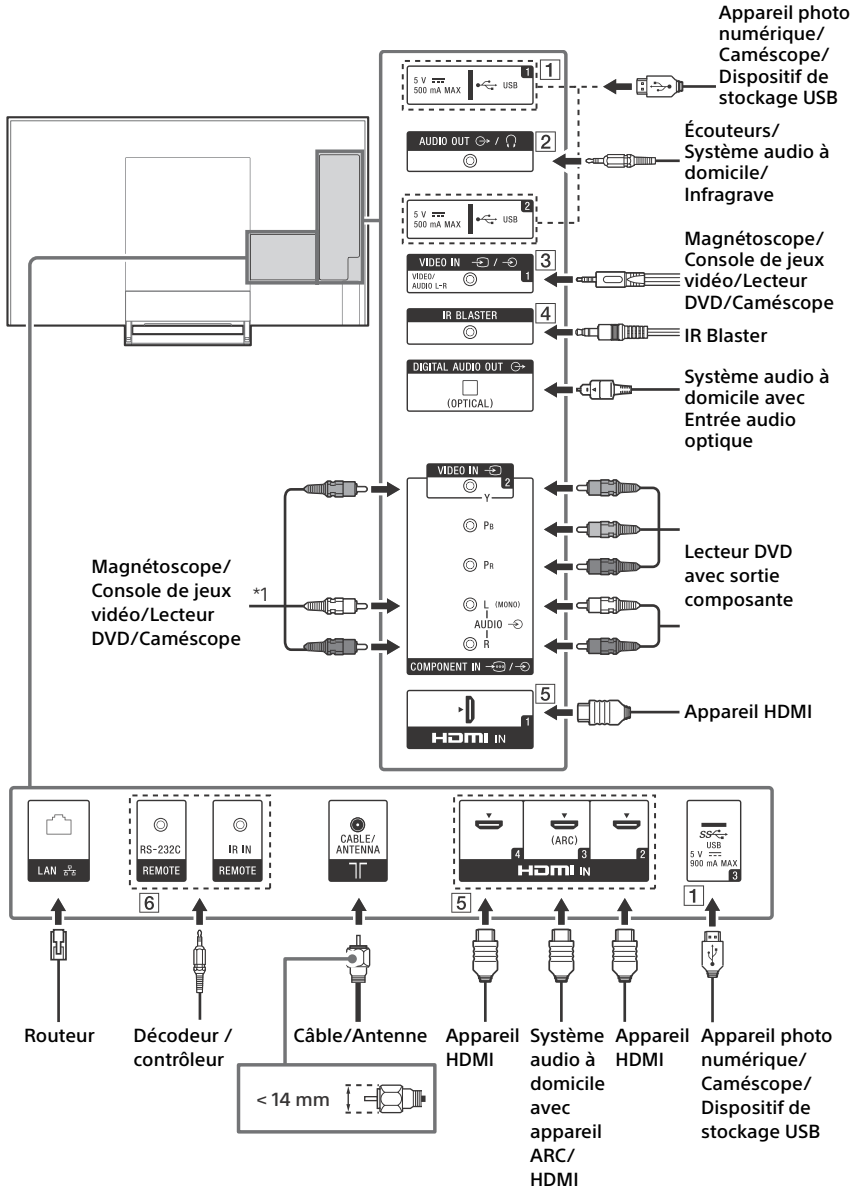 Appareil photo
numérique/
Caméscope/
Dispositif de
stockage USB
5 V
500 mA MAX
USB
1
1
AUDIO OUT /
2
Écouteurs/
Système audio à
domicile/
Infragrave
5 V
500 mA MAX
USB
2
VIDEO IN /
3
VIDEO/
AUDIO L-R
1
Magnétoscope/
Console de jeux
vidéo/Lecteur
DVD/Caméscope
IR BLASTER
4
IR Blaster
DIGITAL AUDIO OUT
(OPTICAL)
Système audio à
domicile avec
Entrée audio
optique
VIDEO IN
2
Y
PB
PR
L (MONO)
AUDIO
R
COMPONENT IN /
Magnétoscope/
Console de jeux
vidéo/Lecteur
DVD/Caméscope
*1
Lecteur DVD
avec sortie
composante
5
1
HDMI IN
Appareil HDMI
LAN
RS-232C
REMOTE
IR IN
REMOTE
6
CABLE/
ANTENNA
4
(ARC)
3
2
HDMI IN
5
SS
USB
5 V
900 mA MAX
3
1
Routeur
Décodeur /
contrôleur
Câble/Antenne
< 14 mm
Appareil
HDMI
Système
audio à
domicile
avec
appareil
ARC/
HDMI
Appareil
HDMI
Appareil photo
numérique/
Caméscope/
Dispositif de
stockage USB